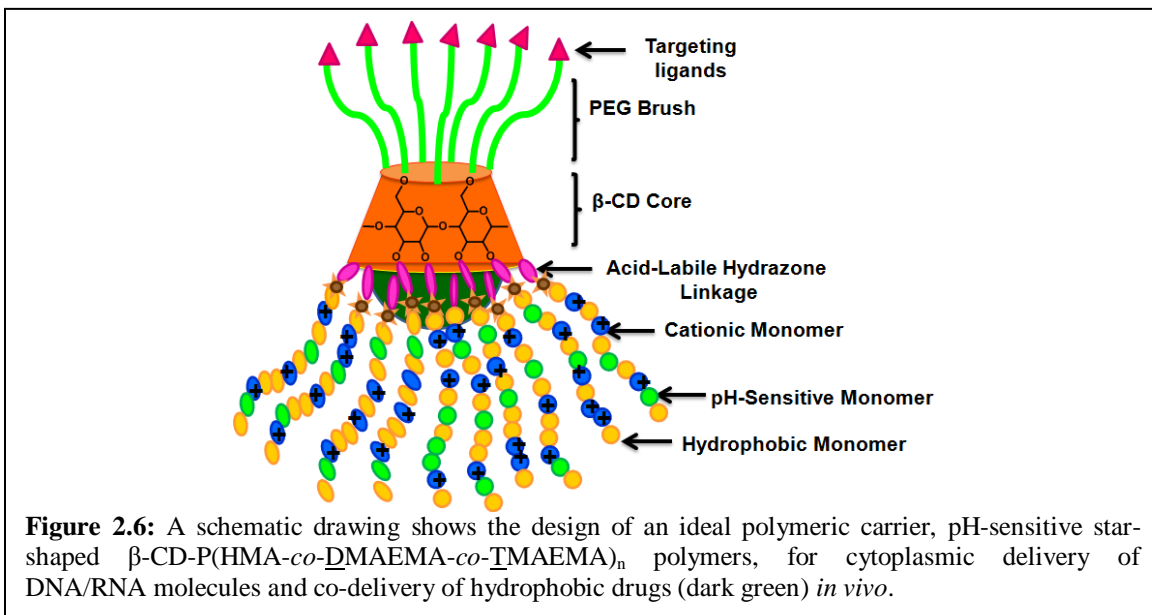 Targeting
ligands
PEG Brush
β-CD Core
O
O
O
O
O
O
O
O
O
O
Acid-Labile Hydrazone
Linkage
Cationic Monomer
pH-Sensitive Monomer
Hydrophobic Monomer
Figure 2.6: A schematic drawing shows the design of an ideal polymeric carrier, pH-sensitive star-
shaped β-CD-P(HMA-co-DMAEMA-co-TMAEMA)n polymers, for cytoplasmic delivery of
DNA/RNA molecules and co-delivery of hydrophobic drugs (dark green) in vivo.